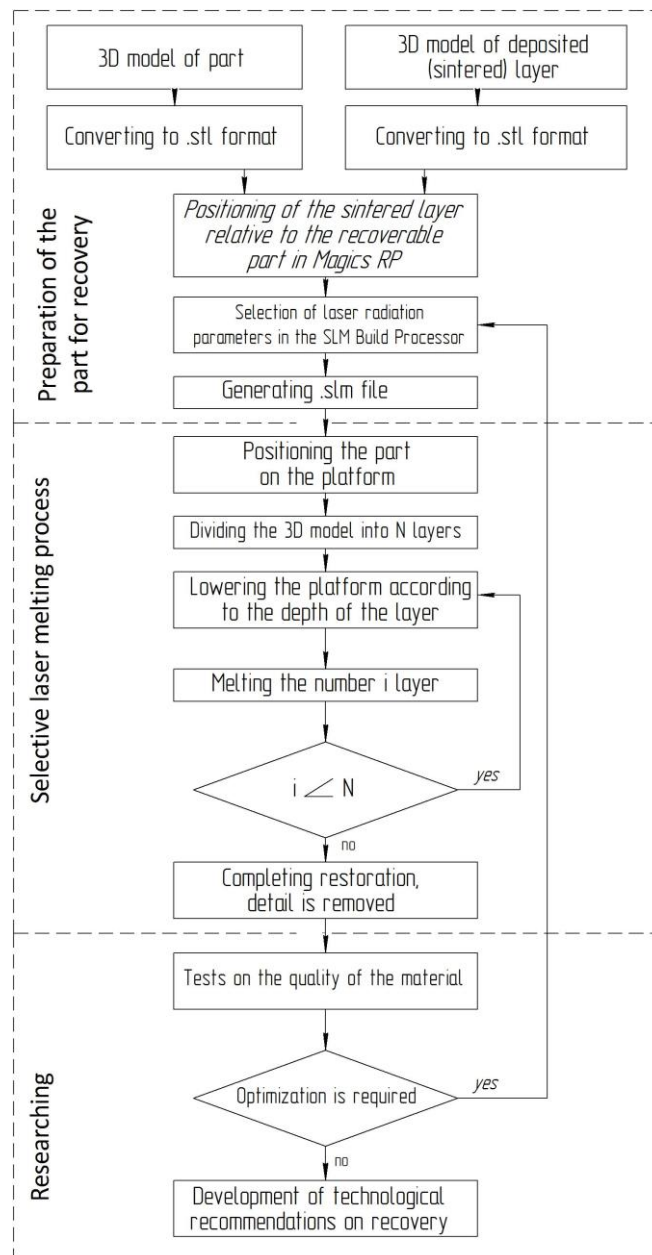 3D model of part
3D model of deposited
(sintered) layer
Converting to .stl format
Converting to .stl format
Preparation of the
part for recovery
Positioning of the sintered layer
relative to the recoverable
part in Magics RP
Selection of laser radiation
parameters in the SLM Build Processor
Generating .slm file
Selective laser melting process
Positioning the part
on the platform
Dividing the 3D model into N layers
Lowering the platform according
to the depth of the layer
Melting the number i layer
i ∠ N
yes
no
Completing restoration,
detail is removed
Researching
Tests on the quality of the material
Optimization is required
yes
no
Development of technological
recommendations on recovery